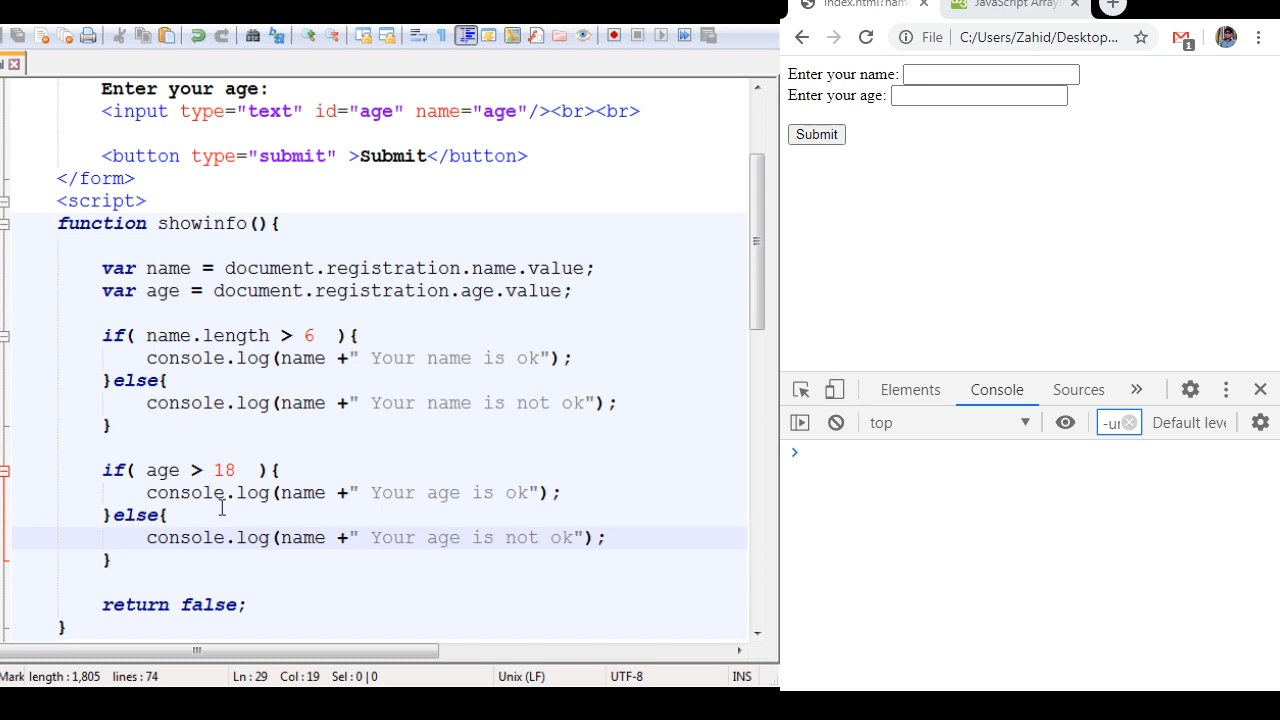 Enter your age:
<input type="text" id="age" name="age"/><br><br>
<button type="submit" >Submit</button>
</form>
<script>
function showinfo(){
var name = document.registration.name.value;
var age = document.registration.age.value;
if( name.length > 6 ){
console.log(name +" Your name is ok");
}else{
console.log(name +" Your name is not ok");
}
if( age > 18 ){
console.log(name +" Your age is ok");
}else{
console.log(name +" Your age is not ok");
}
return false;
}
length : 1,805 lines : 74 Ln : 29 Col : 19 Sel : 0 | 0 Unix (LF) UTF-8 INS
index.html?nam JavaScript Array
File C:/Users/Zahid/Desktop... 1
Enter your name:
Enter your age:
Submit
Elements Console Sources
top -ur Default leve